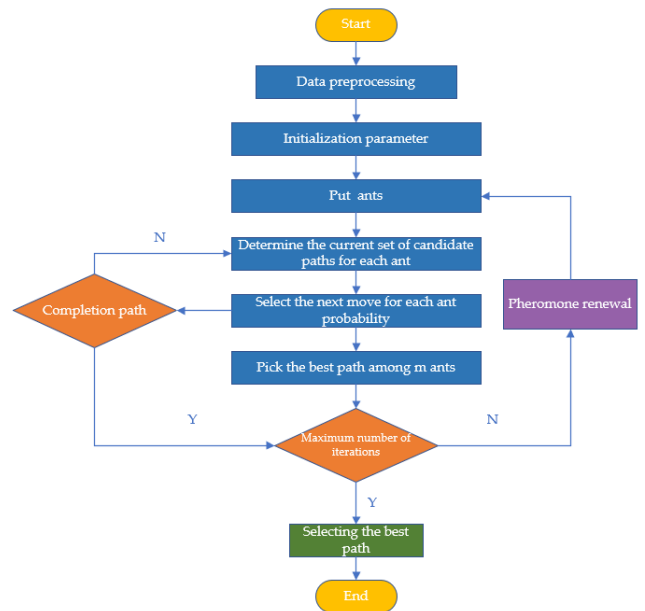 Start
Data preprocessing
Initialization parameter
Put ants
N
Determine the current set of candidate
paths for each ant
Completion path
Select the next move for each ant
probability
Pheromone renewal
Pick the best path among m ants
Y
Maximum number of
iterations
N
Y
Selecting the best
path
End